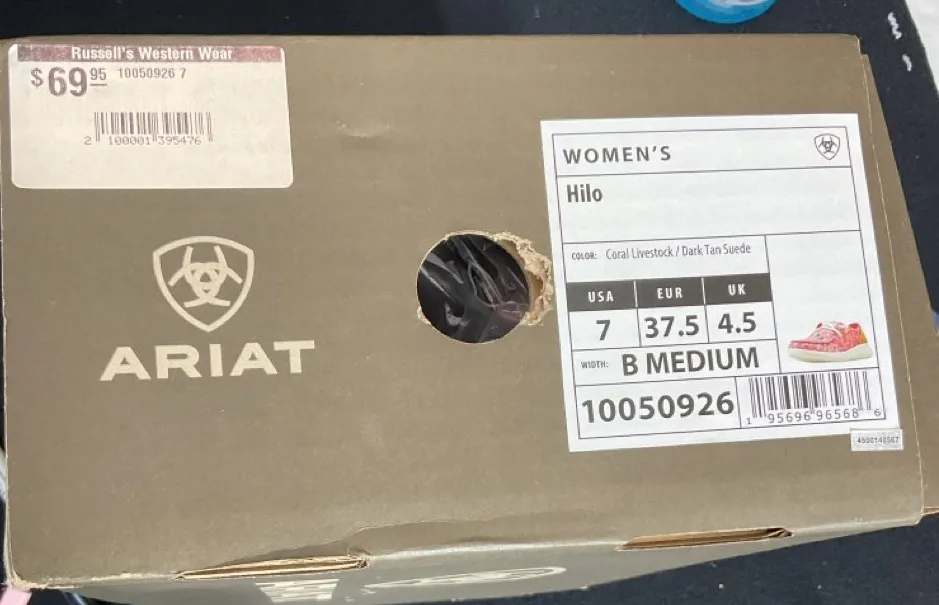 Russell's Western Wear
$69.95 10050926 7
2 100001 395476
ARIAT
WOMEN'S
Hilo
COLOR: Coral Livestock / Dark Tan Suede
USA EUR UK
7 37.5 4.5
WIDTH: B MEDIUM
10050926
1 95696 96568 6